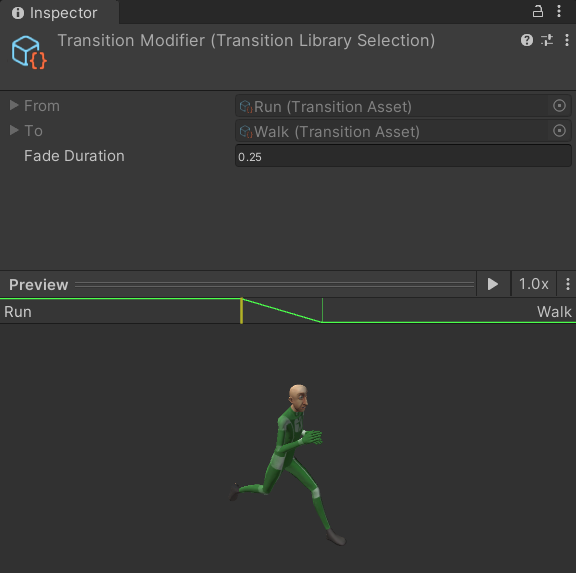 Inspector
Transition Modifier (Transition Library Selection)
From Run (Transition Asset)
To Walk (Transition Asset)
Fade Duration 0.25
Preview 1.0x
Run Walk